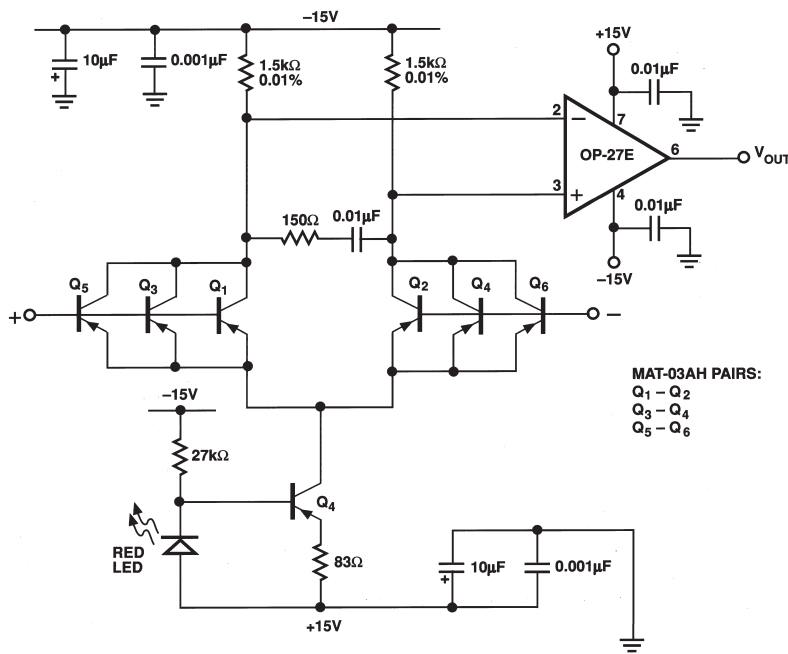 –15V
10μF
+
0.001μF
1.5kΩ
0.01%
1.5kΩ
0.01%
+15V
0.01μF
2
–
7
OP-27E
6
VOUT
3
+
4
0.01μF
–15V
150Ω
0.01μF
Q5
Q3
Q1
Q2
Q4
Q6
+
–
MAT-03AH PAIRS:
Q1 – Q2
Q3 – Q4
Q5 – Q6
–15V
27kΩ
Q4
RED
LED
83Ω
10μF
+
0.001μF
+15V